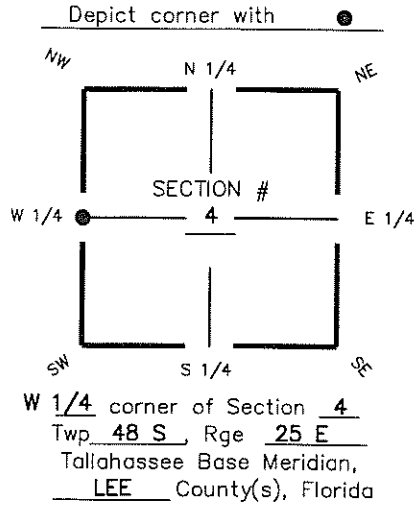 Depict corner with
NW
N 1/4
NE
SECTION #
W 1/4
4
E 1/4
SW
S 1/4
SE
W 1/4 corner of Section 4
Twp 48 S, Rge 25 E
Tallahassee Base Meridian,
LEE County(s), Florida